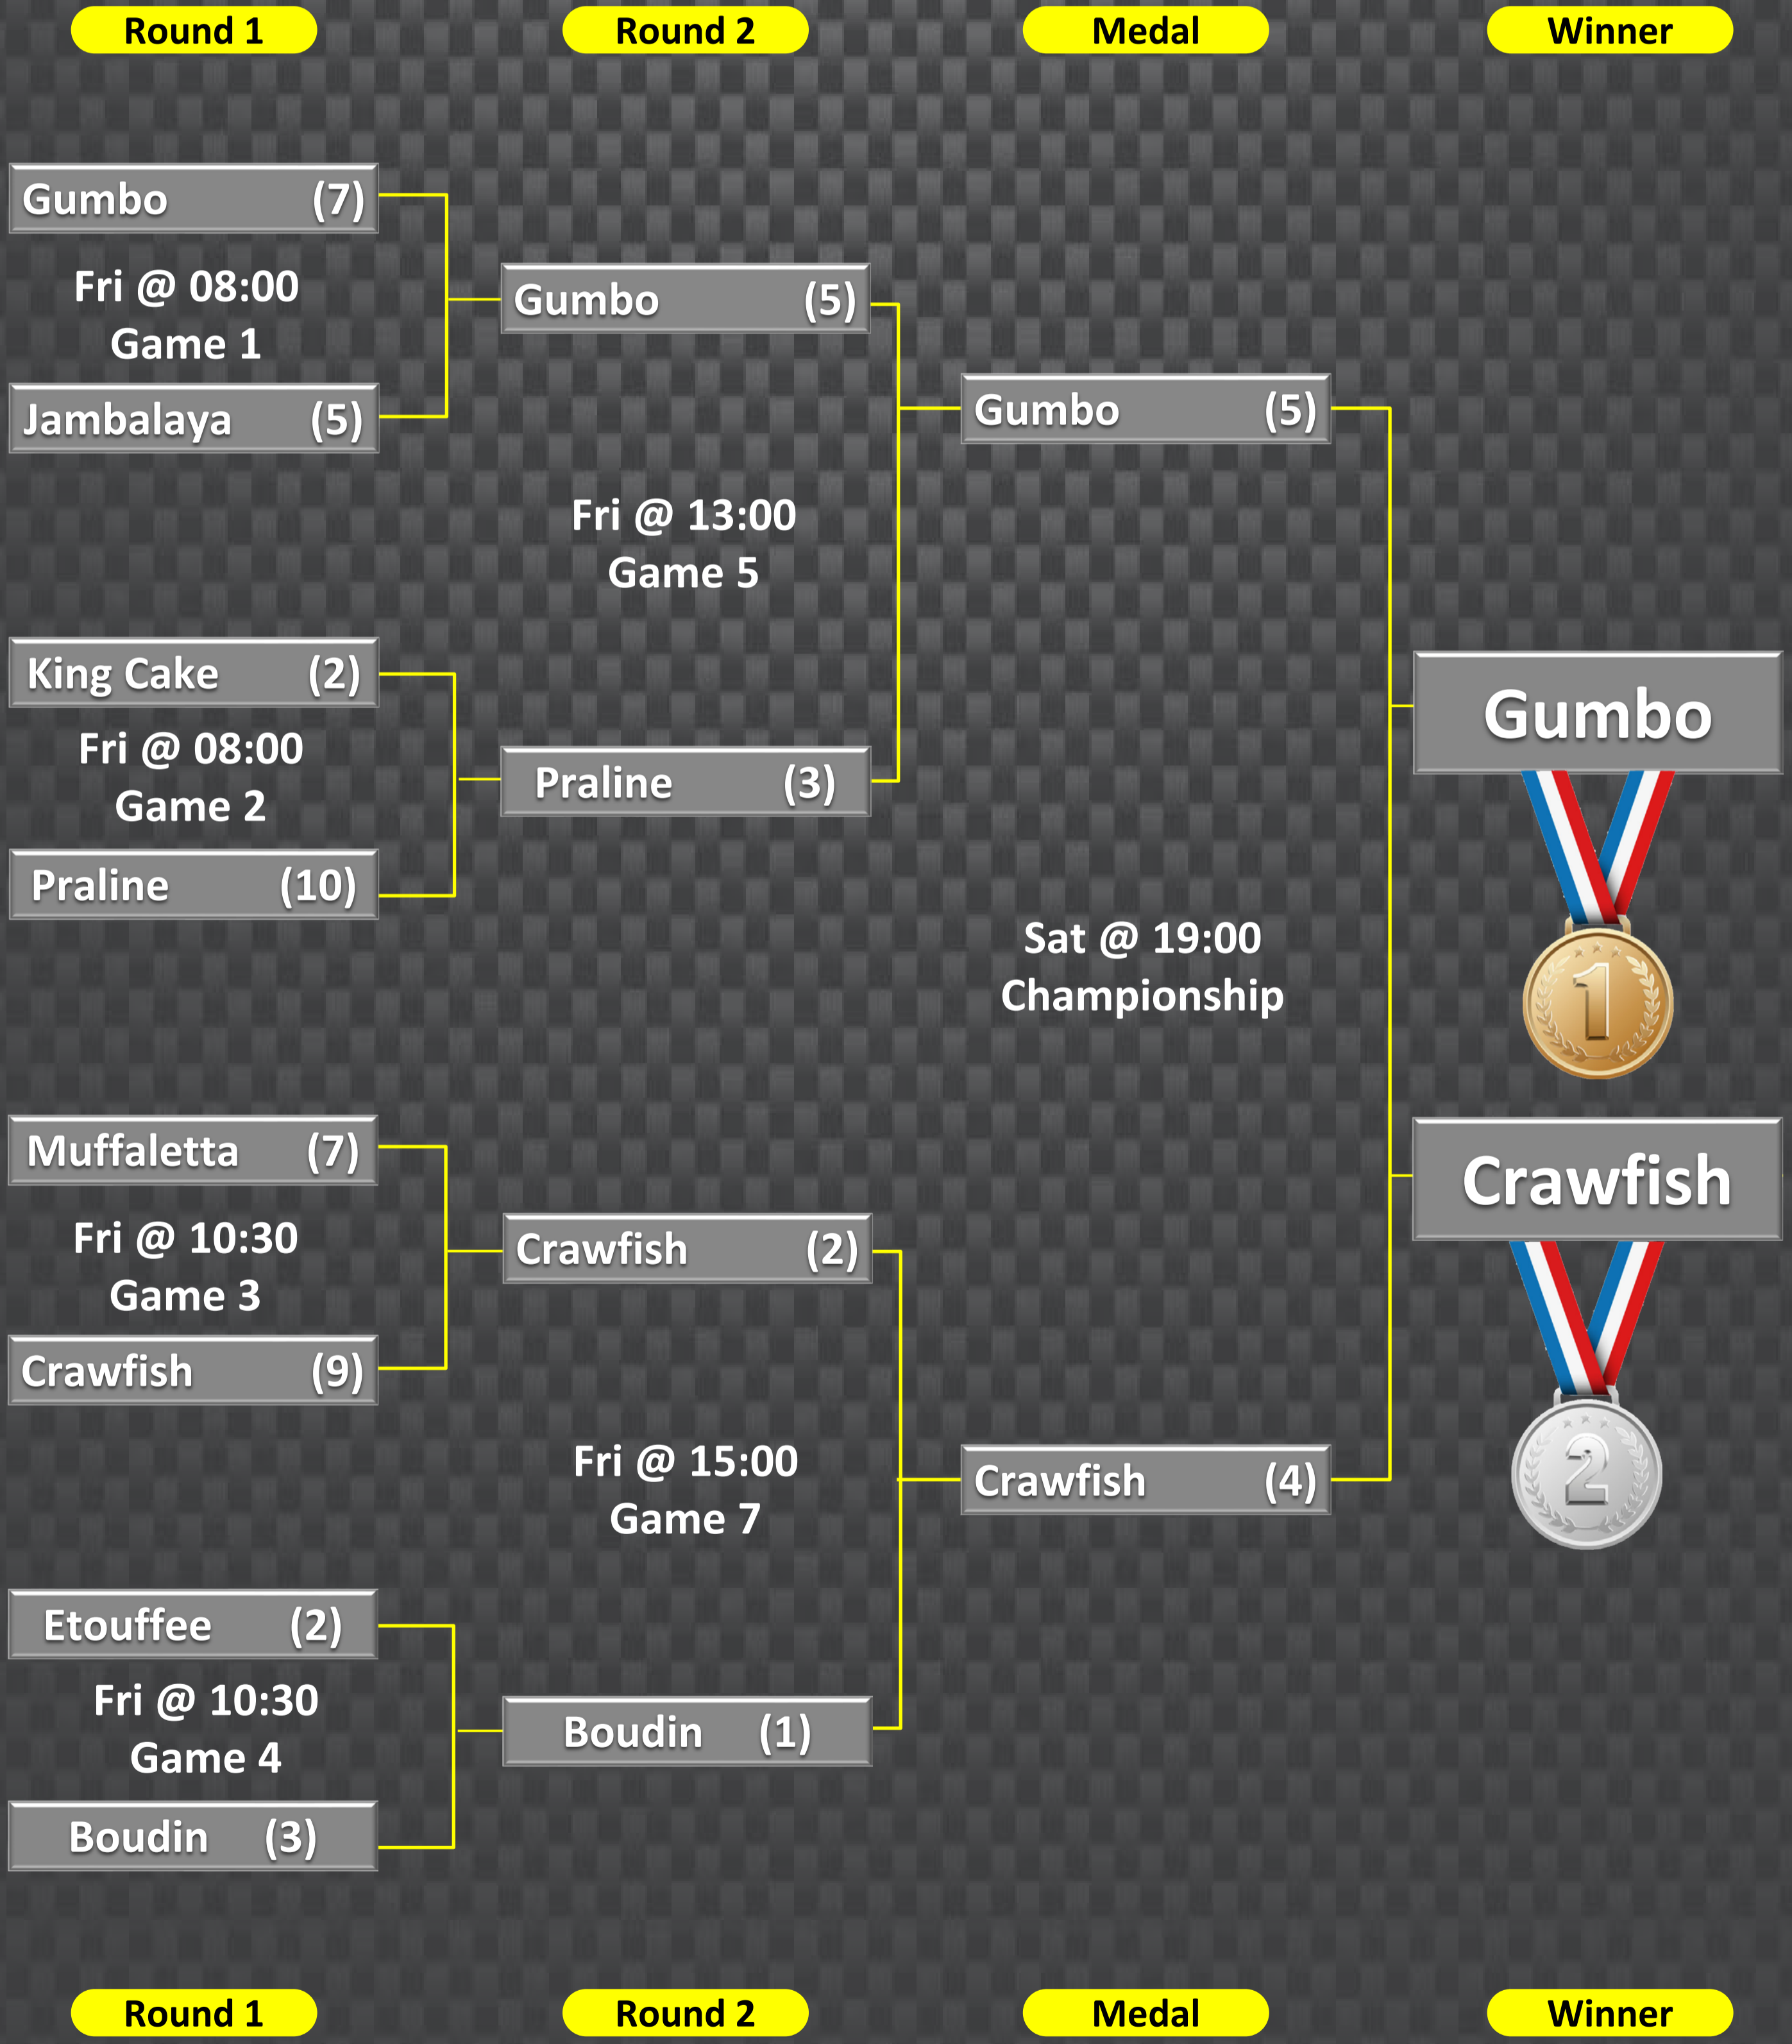 Round 1
Round 2
Medal
Winner
Gumbo (7)
Fri @ 08:00
Game 1
Jambalaya (5)
King Cake (2)
Fri @ 08:00
Game 2
Praline (10)
Muffaletta (7)
Fri @ 10:30
Game 3
Crawfish (9)
Etouffee (2)
Fri @ 10:30
Game 4
Boudin (3)
Gumbo (5)
Fri @ 13:00
Game 5
Praline (3)
Crawfish (2)
Fri @ 15:00
Game 7
Boudin (1)
Gumbo (5)
Sat @ 19:00
Championship
Crawfish (4)
Gumbo
1
Crawfish
2
Round 1
Round 2
Medal
Winner